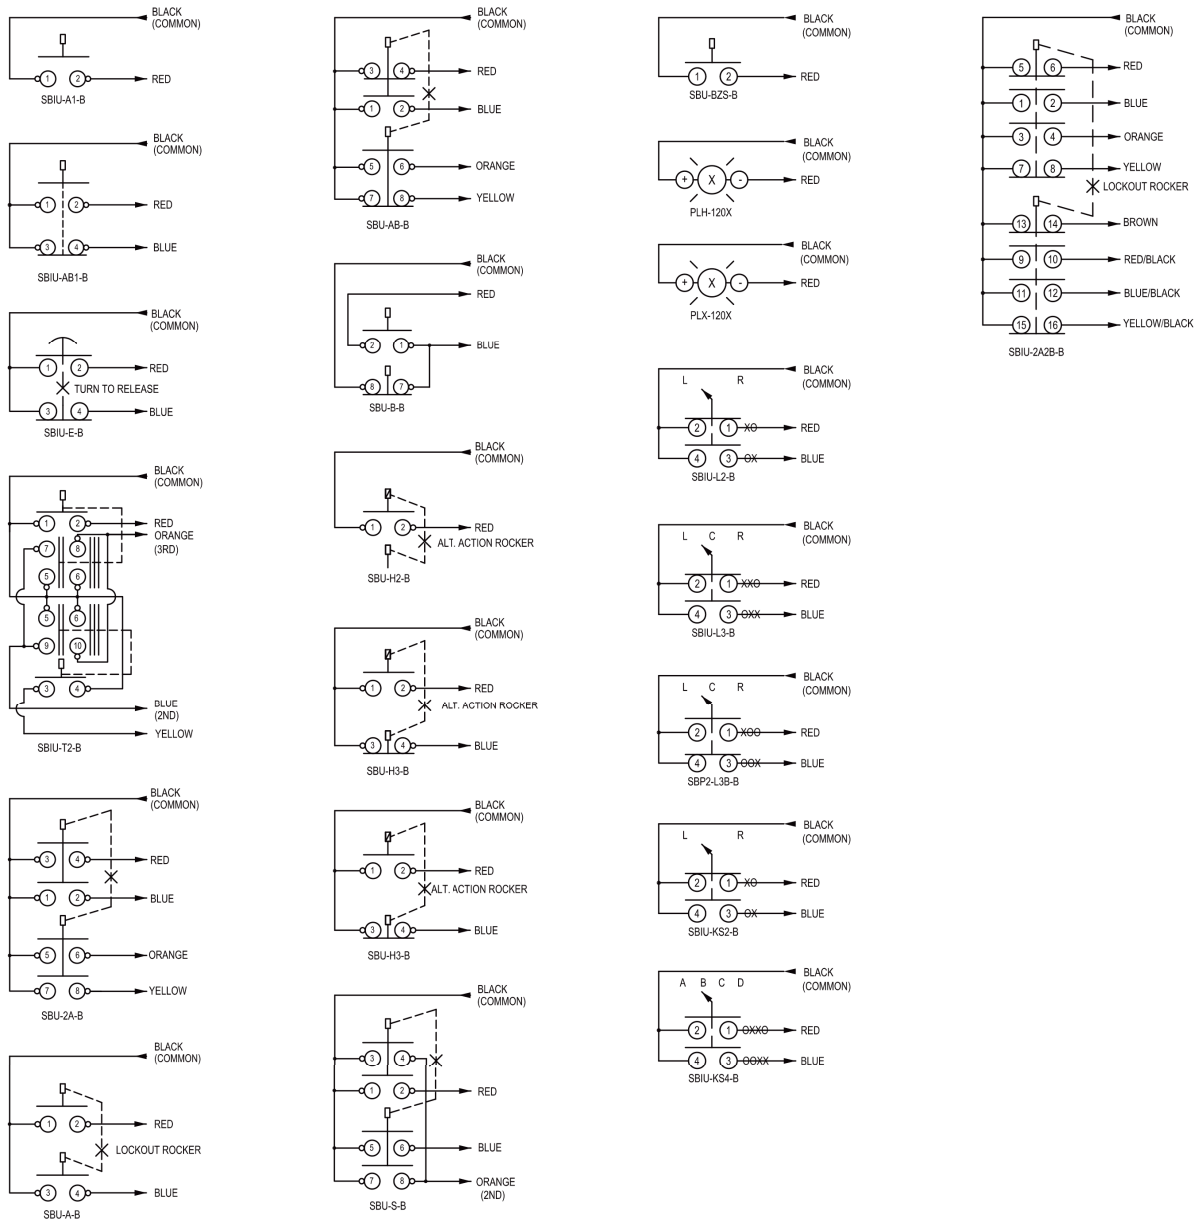 BLACK
(COMMON)
1 2 RED
SBIU-A1-B
BLACK
(COMMON)
1 2 RED
3 4 BLUE
SBIU-AB1-B
BLACK
(COMMON)
1 2 RED
TURN TO RELEASE
3 4 BLUE
SBIU-E-B
BLACK
(COMMON)
1 2 RED
ORANGE
7 8 (3RD)
5 6
5 6
9 10
3 4
BLUE
(2ND)
YELLOW
SBIU-T2-B
BLACK
(COMMON)
3 4 RED
1 2 BLUE
5 6 ORANGE
7 8 YELLOW
SBU-2A-B
BLACK
(COMMON)
1 2 RED
LOCKOUT ROCKER
3 4 BLUE
SBU-A-B
BLACK
(COMMON)
3 4 RED
1 2 BLUE
5 6 ORANGE
7 8 YELLOW
SBU-AB-B
BLACK
(COMMON)
RED
2 1 BLUE
8 7
SBU-B-B
BLACK
(COMMON)
1 2 RED
ALT. ACTION ROCKER
SBU-H2-B
BLACK
(COMMON)
1 2 RED
ALT. ACTION ROCKER
3 4 BLUE
SBU-H3-B
BLACK
(COMMON)
1 2 RED
ALT. ACTION ROCKER
3 4 BLUE
SBU-H3-B
BLACK
(COMMON)
3 4
1 2 RED
5 6 BLUE
7 8 ORANGE
(2ND)
SBU-S-B
BLACK
(COMMON)
1 2 RED
SBU-BZS-B
BLACK
(COMMON)
+ X - RED
PLH-120X
BLACK
(COMMON)
+ X - RED
PLX-120X
BLACK
(COMMON)
L R
2 1 XO RED
4 3 OX BLUE
SBIU-L2-B
BLACK
(COMMON)
L C R
2 1 XXO RED
4 3 OXX BLUE
SBIU-L3-B
BLACK
(COMMON)
L C R
2 1 XOO RED
4 3 OOX BLUE
SBP2-L3B-B
BLACK
(COMMON)
L R
2 1 XO RED
4 3 OX BLUE
SBIU-KS2-B
BLACK
(COMMON)
A B C D
2 1 OXXO RED
4 3 OOXX BLUE
SBIU-KS4-B
BLACK
(COMMON)
5 6 RED
1 2 BLUE
3 4 ORANGE
7 8 YELLOW
LOCKOUT ROCKER
13 14 BROWN
9 10 RED/BLACK
11 12 BLUE/BLACK
15 16 YELLOW/BLACK
SBIU-2A2B-B